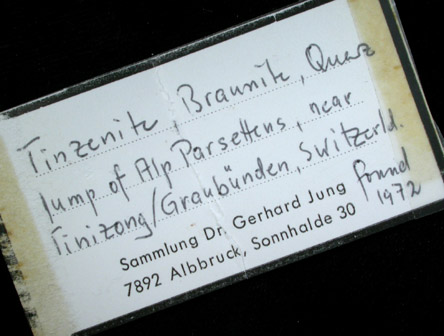 Tinzenite, Braunite, Quarz
lump of Alp Parsettens, near
Tinizong/Graubünden, Switzerld.
found
1972
Sammlung Dr. Gerhard Jung
7892 Albbruck, Sonnhalde 30